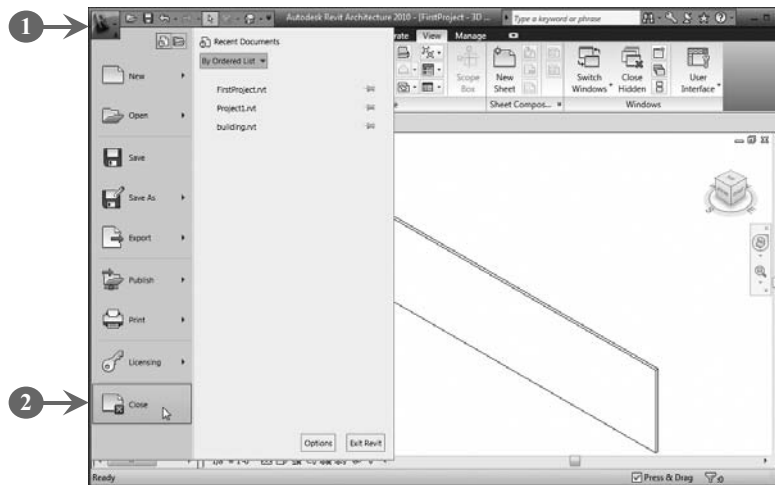 1
Autodesk Revit Architecture 2010 - [FirstProject - 3D ...
Type a keyword or phrase
View Manage
Recent Documents
By Ordered List
FirstProject.rvt
Project1.rvt
building.rvt
New
Open
Save
Save As
Export
Publish
Print
Licensing
2
Close
Options Exit Revit
Scope Box
New Sheet
Switch Windows
Close Hidden
User Interface
Sheet Compos...
Windows
Ready
Press & Drag
:0